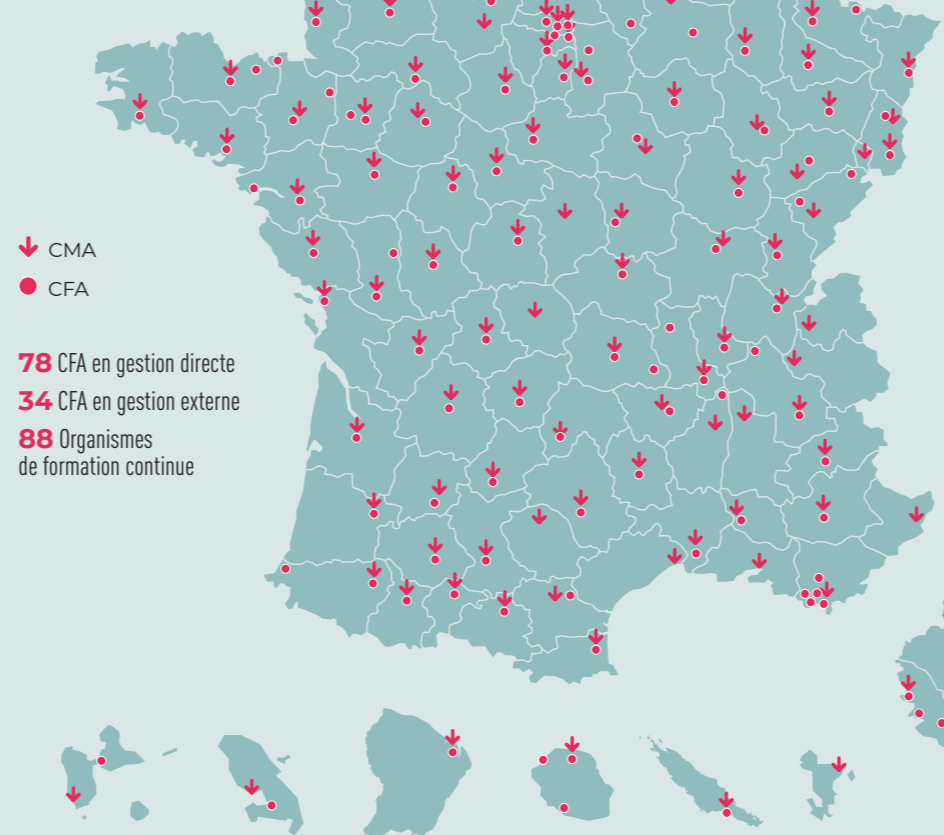 CMA
CFA
78 CFA en gestion directe
34 CFA en gestion externe
88 Organismes
de formation continue